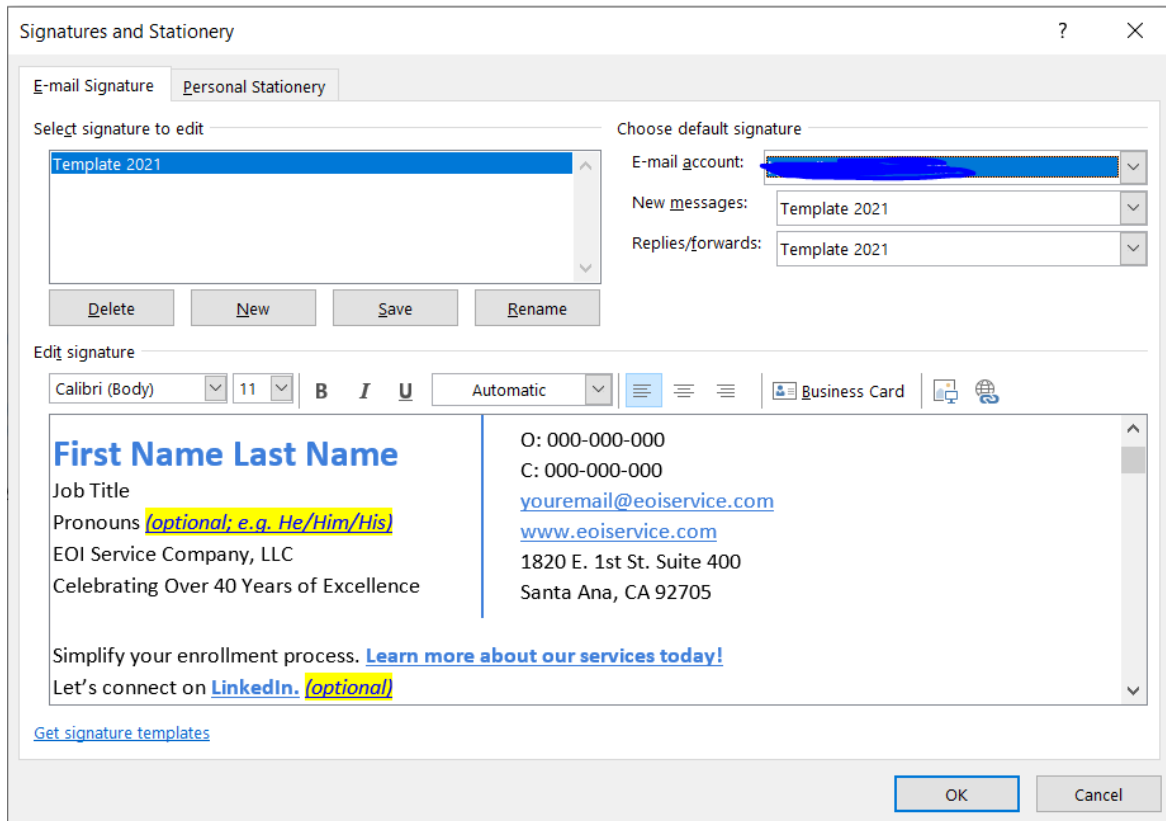 Signatures and Stationery
?
E-mail Signature
Personal Stationery
Select signature to edit
Template 2021
Delete
New
Save
Rename
Choose default signature
E-mail account:
New messages:
Template 2021
Replies/forwards:
Template 2021
Edit signature
Calibri (Body)
11
B
I
U
Automatic
Business Card
First Name Last Name
Job Title
Pronouns (optional; e.g. He/Him/His)
EOI Service Company, LLC
Celebrating Over 40 Years of Excellence
O: 000-000-000
C: 000-000-000
youremail@eoiservice.com
www.eoiservice.com
1820 E. 1st St. Suite 400
Santa Ana, CA 92705
Simplify your enrollment process. Learn more about our services today!
Let’s connect on LinkedIn. (optional)
Get signature templates
OK
Cancel